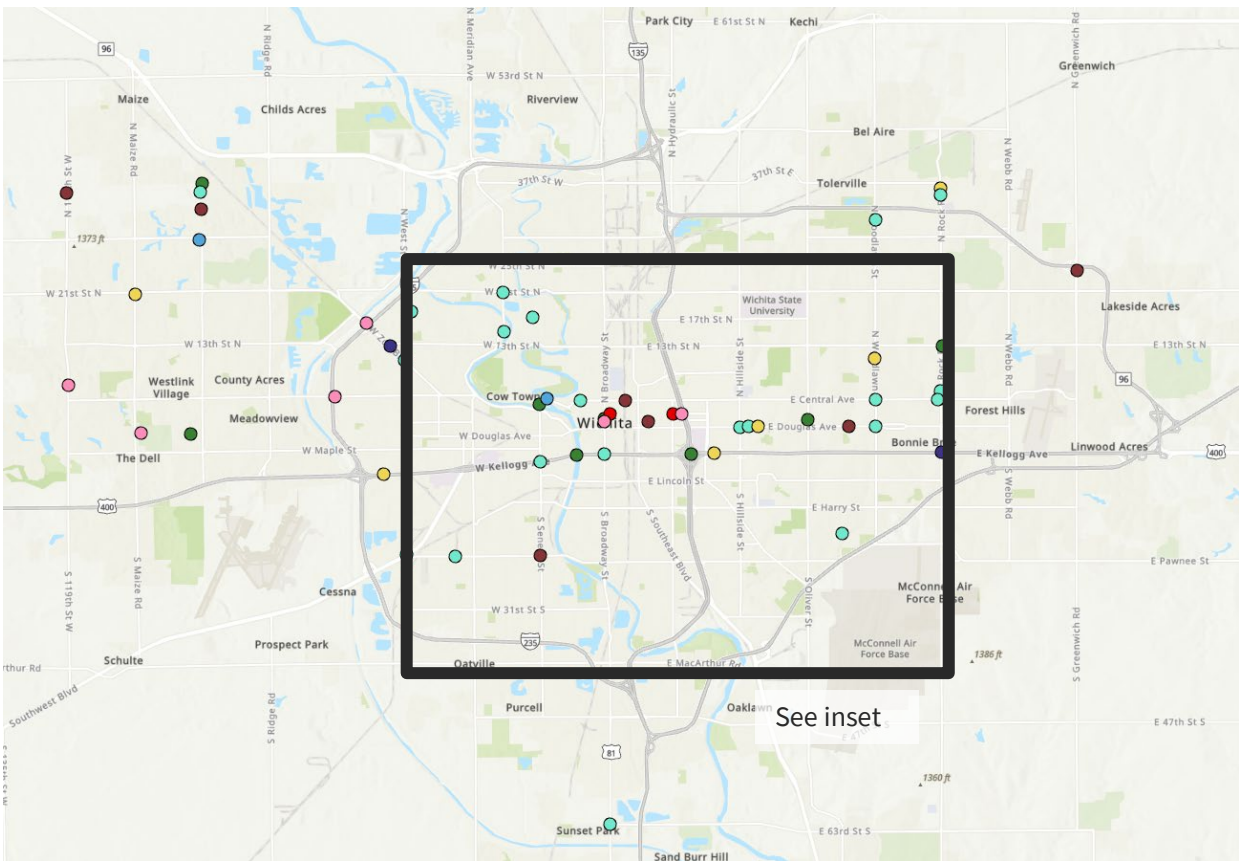 Park City
E 61st St N
Kechi
N Greenwich Rd
N Ridge Rd
N Meridian Ave
96
135
Greenwich
W 53rd St N
Maize
Childs Acres
Riverview
N Hydraulic St
N Maize Rd
Bel Aire
N Webb Rd
37th St W
37th St E
Tolerville
N West S
1373 ft
W 25th St N
W 21st St N
Wichita State
University
Lakeside Acres
E 17th St N
W 13th St N
W 13th St N
E 13th St N
E 13th St N
N Broadway St
N Hillside St
N Webb Rd
Westlink
Village
County Acres
96
Cow Town
E Central Ave
Forest Hills
Meadowview
Wichita
E Douglas Ave
W Douglas Ave
W Maple St
The Dell
Bonnie Br
Linwood Acres
W Kellogg
E Kellogg Ave
400
E Lincoln St
400
E Harry St
S Webb Rd
S Hillside St
S Broadway St
S Southeast Blvd
S Sene
St
E Pawnee St
S Maize Rd
S 119th St W
S Oliver St
Cessna
McConnell Air
Force B
se
W 31st St S
S Greenwich Rd
235
Prospect Park
McConnell Air
Force Base
1386 ft
Schulte
Oatville
E MacArthur Rd
rthur Rd
Southwest Blvd
S Ridge Rd
Purcell
Oaklaw
See inset
E 47th St S
81
1360 ft
Sunset Park
E 63rd St S
Sand Burr Hill